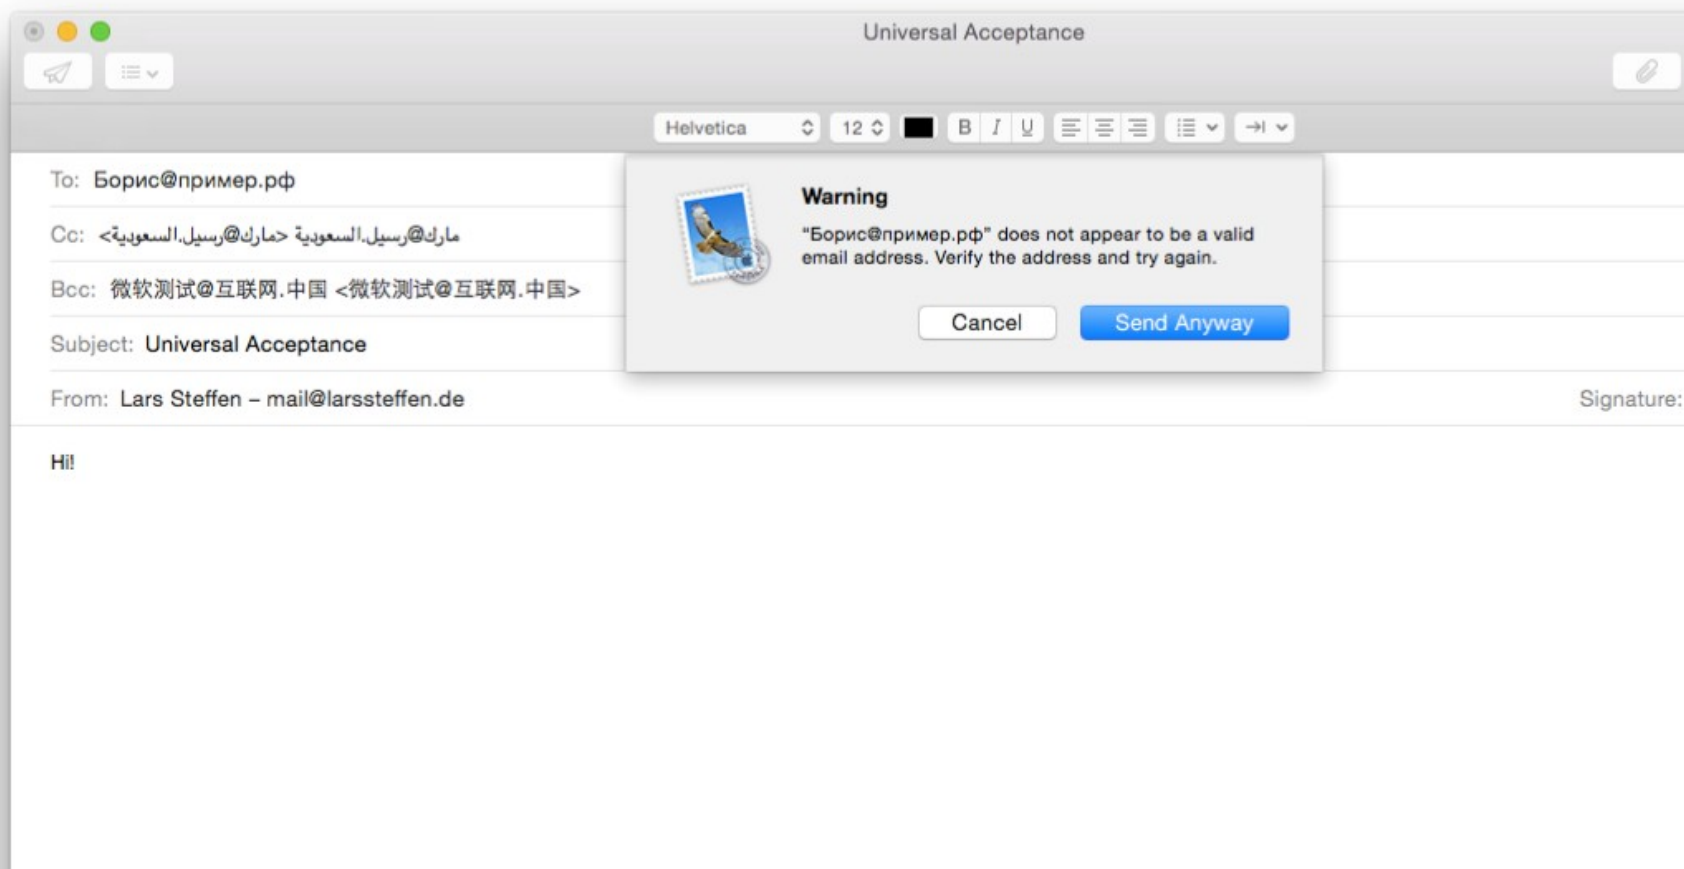 Universal Acceptance
Helvetica 12 B I U
To: Борис@пример.рф
Cc: مارك@رسيل.السعودية <مارك@رسيل.السعودية>
Bcc: 微软测试@互联网.中国 <微软测试@互联网.中国>
Subject: Universal Acceptance
From: Lars Steffen – mail@larssteffen.de
Signature:
Warning
“Борис@пример.рф” does not appear to be a valid
email address. Verify the address and try again.
Cancel Send Anyway
Hi!